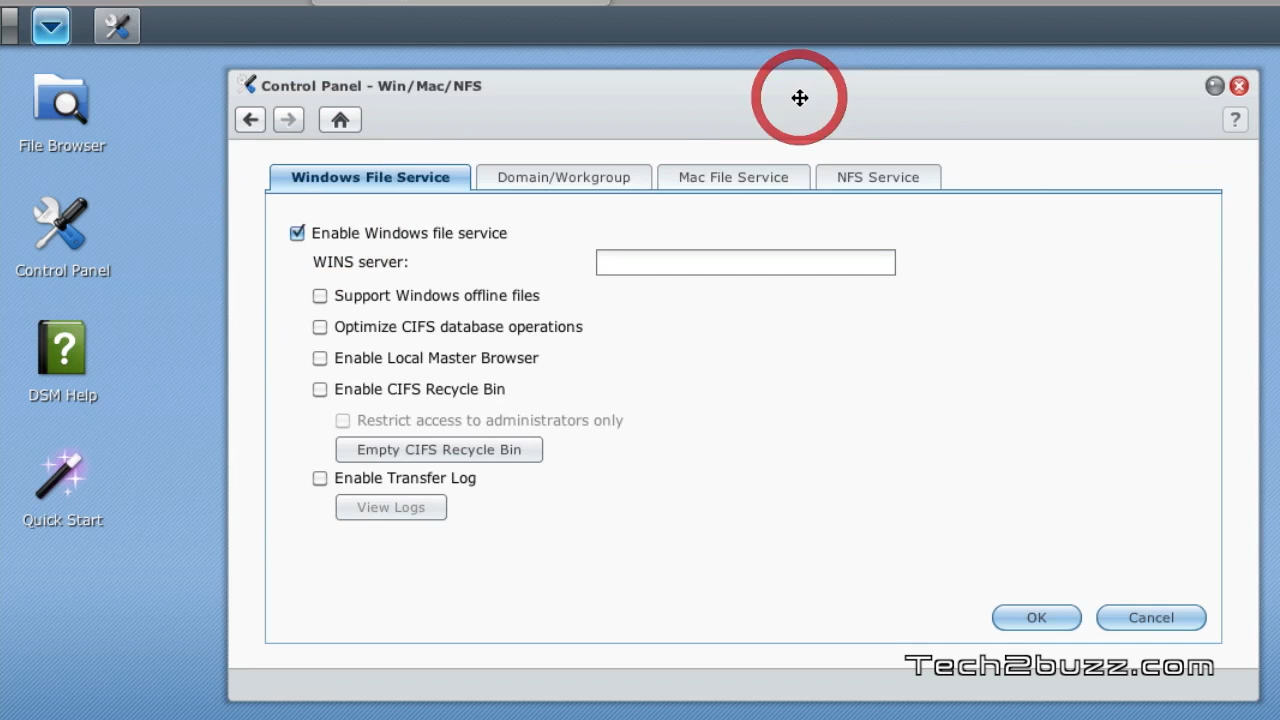 Control Panel - Win/Mac/NFS
?
File Browser
Windows File Service
Domain/Workgroup
Mac File Service
NFS Service
Enable Windows file service
WINS server:
Control Panel
Support Windows offline files
Optimize CIFS database operations
?
Enable Local Master Browser
Enable CIFS Recycle Bin
DSM Help
Restrict access to administrators only
Empty CIFS Recycle Bin
Enable Transfer Log
View Logs
Quick Start
OK
Cancel
Tech2buzz.com